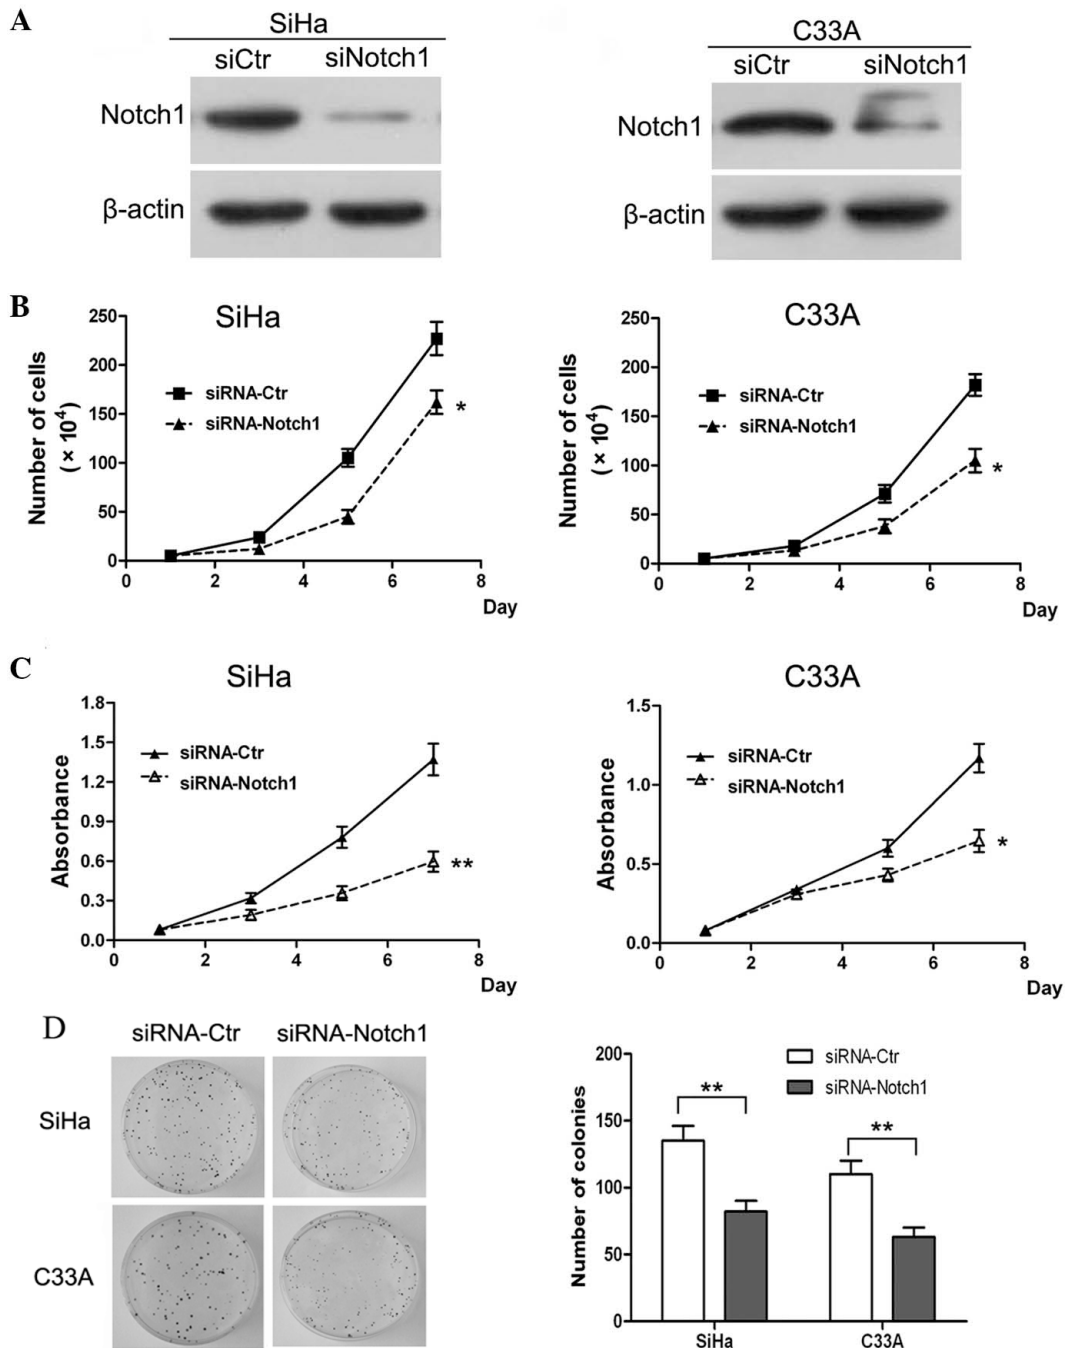 A
SiHa
siCtr siNotch1
Notch1
β-actin
C33A
siCtr siNotch1
Notch1
β-actin
B
SiHa
Number of cells
(× 10⁴)
250
200
150
100
50
0
siRNA-Ctr
siRNA-Notch1
*
0 2 4 6 8
Day
C33A
Number of cells
(× 10⁴)
250
200
150
100
50
0
siRNA-Ctr
siRNA-Notch1
*
0 2 4 6 8
Day
C
SiHa
Absorbance
1.8
1.5
1.2
0.9
0.6
0.3
0.0
siRNA-Ctr
siRNA-Notch1
**
0 2 4 6 8
Day
C33A
Absorbance
1.5
1.0
0.5
0.0
siRNA-Ctr
siRNA-Notch1
*
0 2 4 6 8
Day
D
siRNA-Ctr siRNA-Notch1
SiHa
C33A
Number of colonies
200
150
100
50
0
siRNA-Ctr
siRNA-Notch1
**
**
SiHa C33A